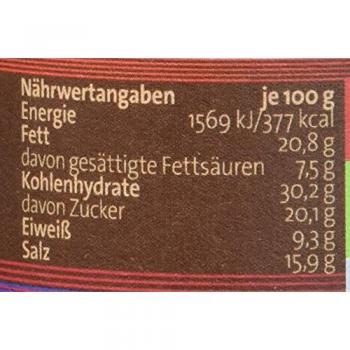 Nährwertangaben je 100 g
Energie 1569 kJ/377 kcal
Fett 20,8 g
davon gesättigte Fettsäuren 7,5 g
Kohlenhydrate 30,2 g
davon Zucker 20,1 g
Eiweiß 9,3 g
Salz 15,9 g